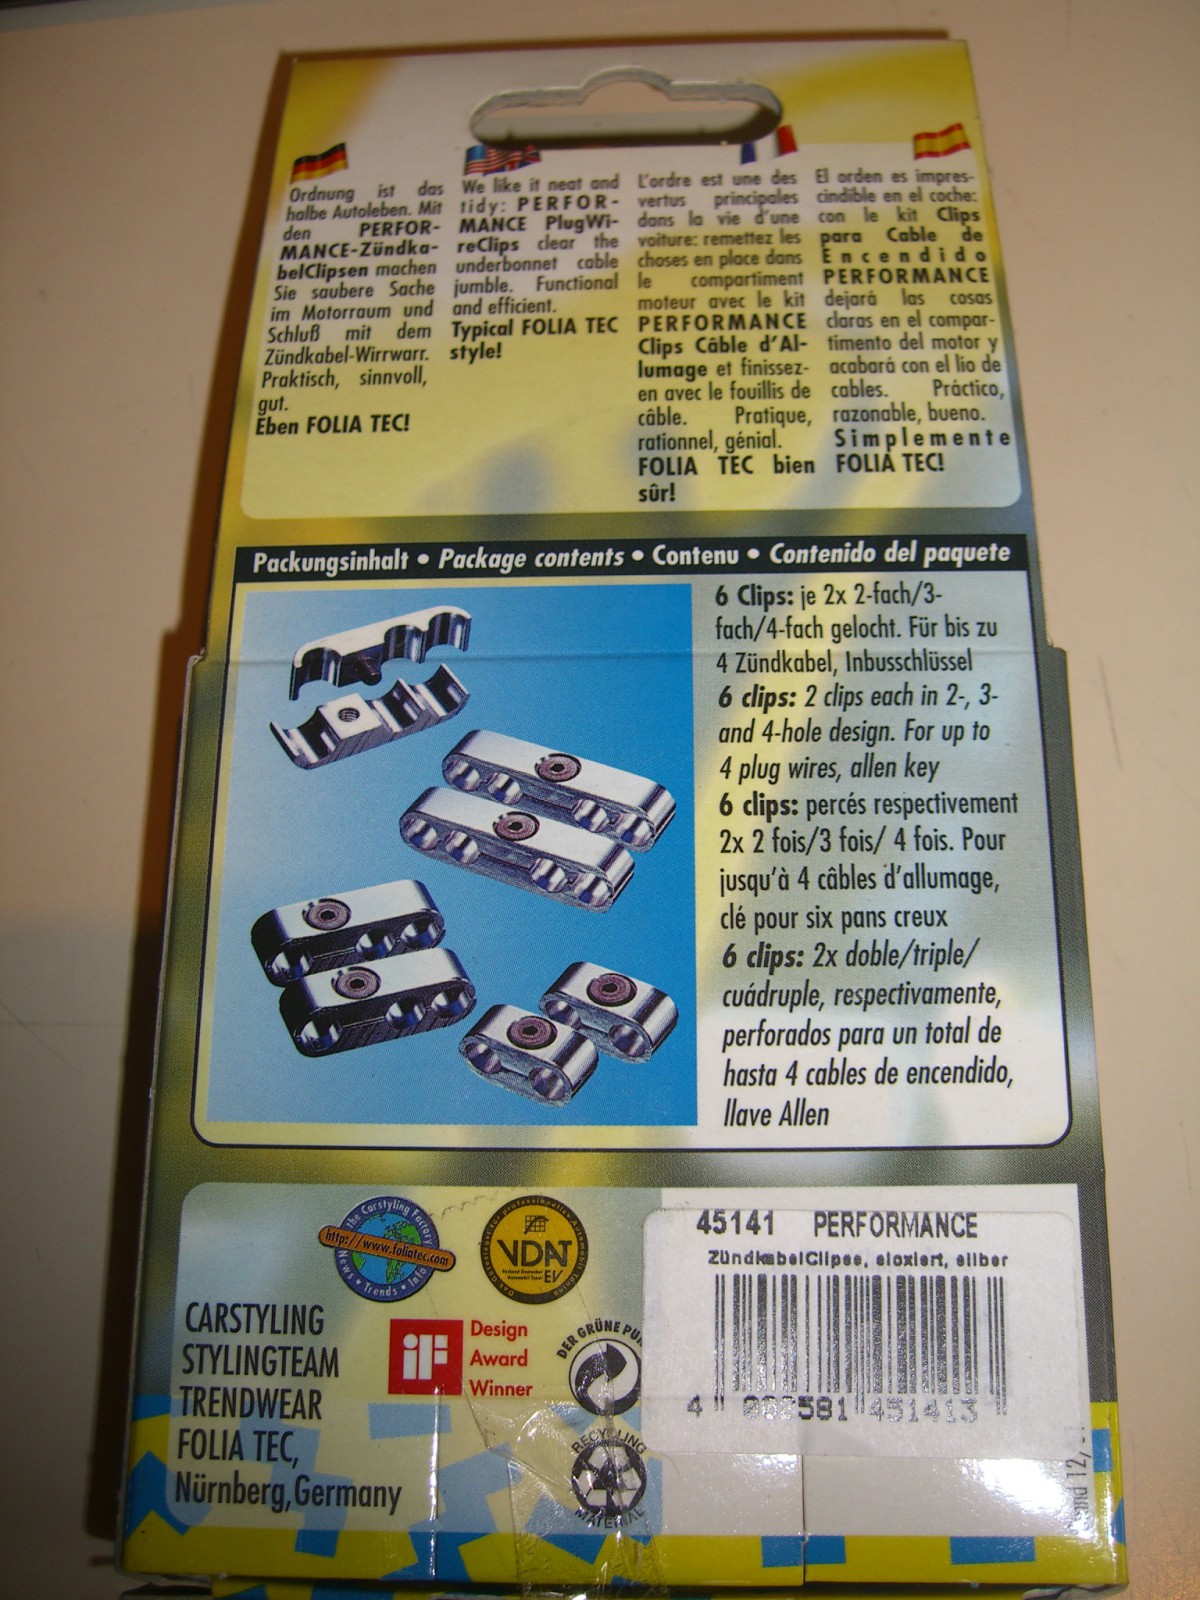 Ordnung ist das
halbe Autoleben. Mit
den PERFOR-
MANCE-Zündka-
belClipsen machen
Sie saubere Sache
im Motorraum und
Schluß mit dem
Zündkabel-Wirrwarr.
Praktisch, sinnvoll,
gut.
Eben FOLIA TEC!
We like it neat and
tidy: PERFOR-
MANCE PlugWi-
reClips clear the
underbonnet cable
jumble. Functional
and efficient.
Typical FOLIA TEC
style!
L'ordre est une des
vertus principales
dans la vie d'une
voiture: remettez les
choses en place dans
le compartiment
moteur avec le kit
PERFORMANCE
Clips Câble d'Al-
lumage et finissez-
en avec le fouillis de
câble. Pratique,
rationnel, génial.
FOLIA TEC bien
sûr!
El orden es impres-
cindible en el coche:
con le kit Clips
para Cable de
Encendido
PERFORMANCE
dejará las cosas
claras en el compar-
timento del motor y
acabará con el lío de
cables. Práctico,
razonable, bueno.
Simplemente
FOLIA TEC!
Packungsinhalt • Package contents • Contenu • Contenido del paquete
6 Clips: je 2x 2-fach/3-
fach/4-fach gelocht. Für bis zu
4 Zündkabel, Inbusschlüssel
6 clips: 2 clips each in 2-, 3-
and 4-hole design. For up to
4 plug wires, allen key
6 clips: percés respectivement
2x 2 fois/3 fois/ 4 fois. Pour
jusqu'à 4 câbles d'allumage,
clé pour six pans creux
6 clips: 2x doble/triple/
cuádruple, respectivamente,
perforados para un total de
hasta 4 cables de encendido,
llave Allen
the Carstyling Factory
http://www.foliatec.com
News • Trends • Info
VDAT
EV
CARSTYLING
STYLINGTEAM
TRENDWEAR
FOLIA TEC,
Nürnberg,Germany
iF
Design
Award
Winner
DER GRÜNE PUN
RECYCLING
MATERIAL
45141 PERFORMANCE
ZündkabelClipse, eloxiert, silber
581 451413